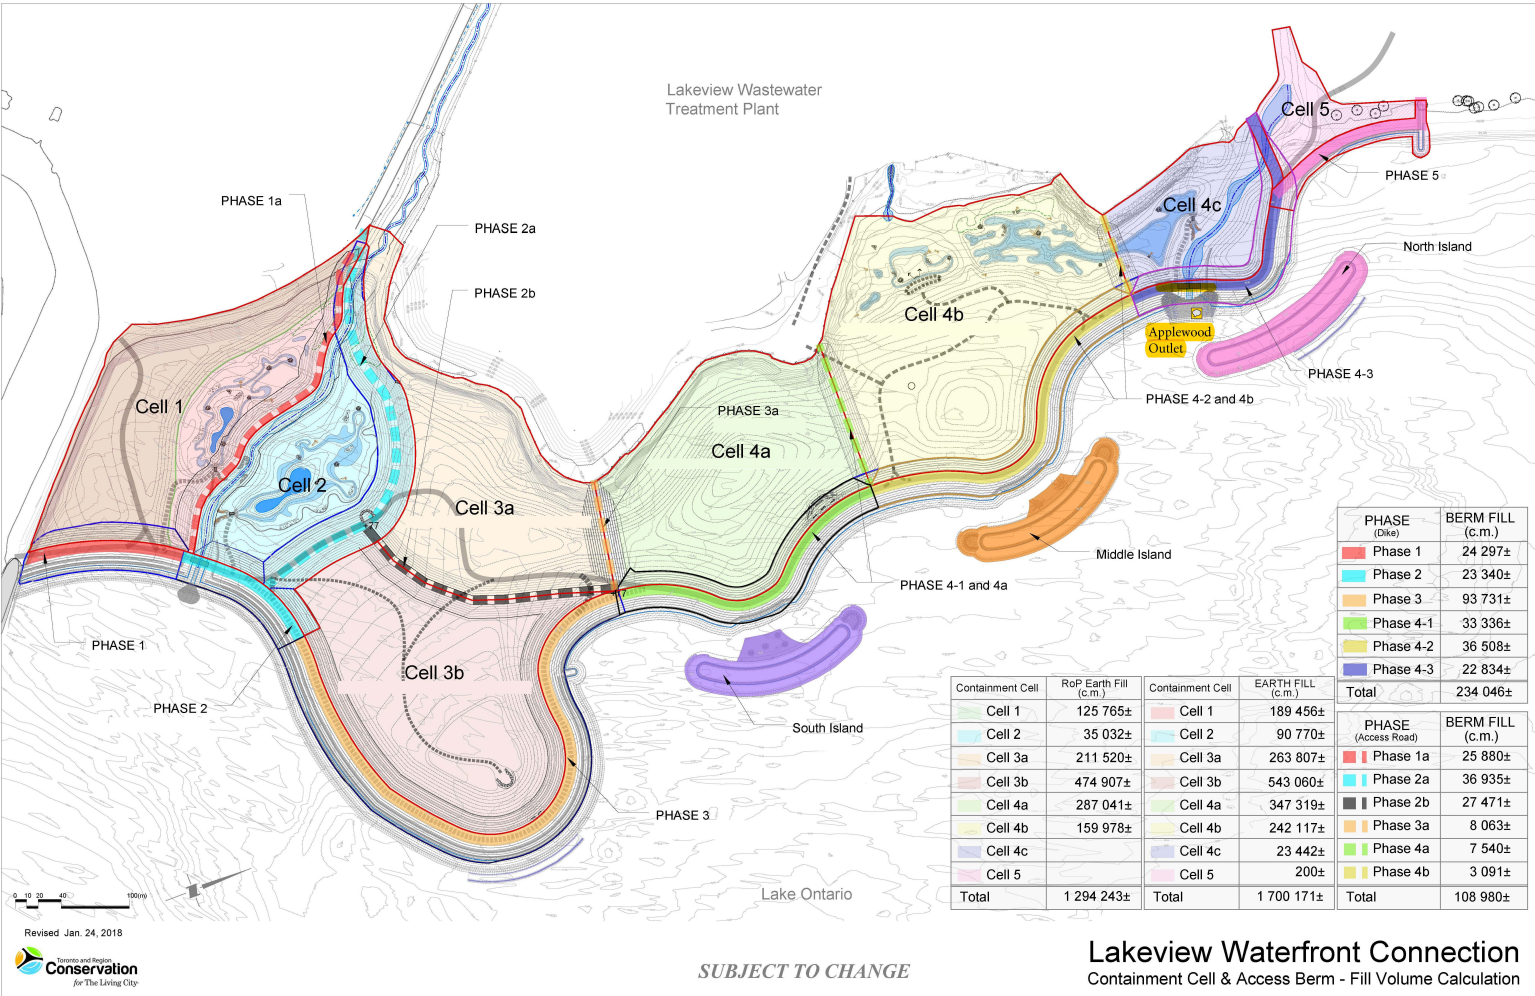 Lakeview Wastewater
Treatment Plant
Cell 5
PHASE 5
PHASE 1a
PHASE 2a
Cell 4c
North Island
PHASE 2b
Cell 4b
Applewood
Outlet
PHASE 4-3
Cell 1
PHASE 3a
PHASE 4-2 and 4b
Cell 4a
Cell 2
Cell 3a
Middle Island
PHASE 4-1 and 4a
PHASE 1
Cell 3b
PHASE 2
South Island
PHASE 3
Lake Ontario
PHASE
(Dike)
BERM FILL
(c.m.)
Phase 1 24 297±
Phase 2 23 340±
Phase 3 93 731±
Phase 4-1 33 336±
Phase 4-2 36 508±
Phase 4-3 22 834±
Total 234 046±
Containment Cell
RoP Earth Fill
(c.m.)
Cell 1 125 765±
Cell 2 35 032±
Cell 3a 211 520±
Cell 3b 474 907±
Cell 4a 287 041±
Cell 4b 159 978±
Cell 4c
Cell 5
Total 1 294 243±
Containment Cell
EARTH FILL
(c.m.)
Cell 1 189 456±
Cell 2 90 770±
Cell 3a 263 807±
Cell 3b 543 060±
Cell 4a 347 319±
Cell 4b 242 117±
Cell 4c 23 442±
Cell 5 200±
Total 1 700 171±
PHASE
(Access Road)
BERM FILL
(c.m.)
Phase 1a 25 880±
Phase 2a 36 935±
Phase 2b 27 471±
Phase 3a 8 063±
Phase 4a 7 540±
Phase 4b 3 091±
Total 108 980±
0 10 20 40 100(m)
Revised Jan. 24, 2018
Toronto and Region
Conservation
for The Living City
SUBJECT TO CHANGE
Lakeview Waterfront Connection
Containment Cell & Access Berm - Fill Volume Calculation